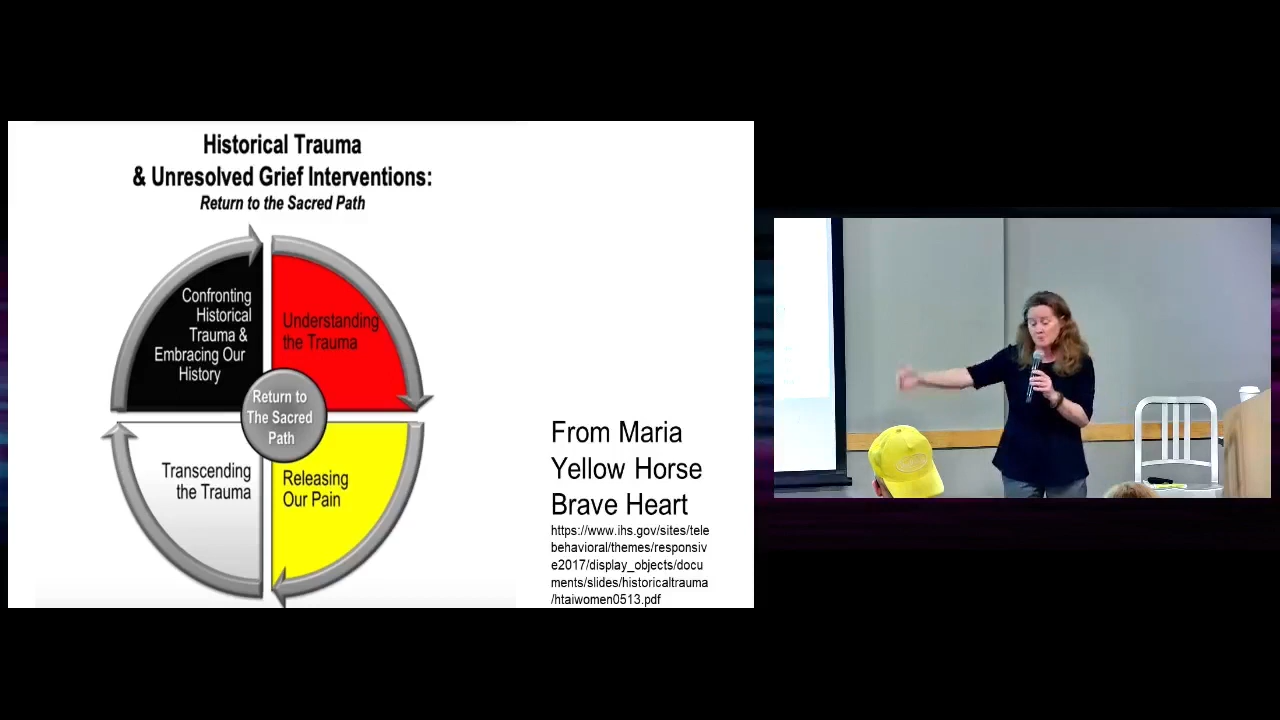 Historical Trauma
& Unresolved Grief Interventions:
Return to the Sacred Path
Confronting
Historical
Trauma &
Embracing Our
History
Understanding
the Trauma
Return to
The Sacred
Path
Transcending
the Trauma
Releasing
Our Pain
From Maria
Yellow Horse
Brave Heart
https://www.ihs.gov/sites/tele
behavioral/themes/responsiv
e2017/display_objects/docu
ments/slides/historicaltrauma
/htaiwomen0513.pdf